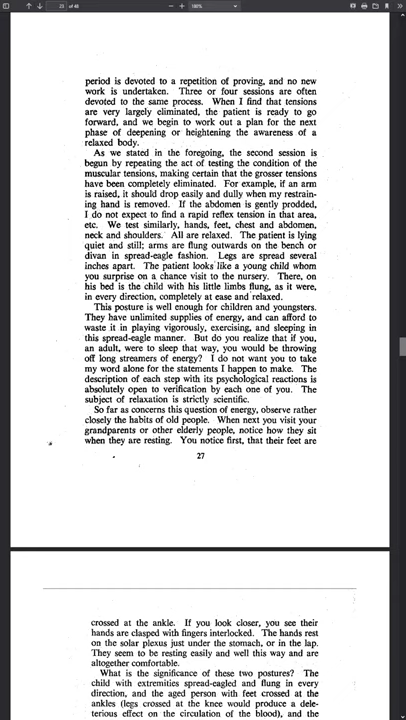 23 of 48
180%
period is devoted to a repetition of proving, and no new
work is undertaken. Three or four sessions are often
devoted to the same process. When I find that tensions
are very largely eliminated, the patient is ready to go
forward, and we begin to work out a plan for the next
phase of deepening or heightening the awareness of a
relaxed body.
As we stated in the foregoing, the second session is
begun by repeating the act of testing the condition of the
muscular tensions, making certain that the grosser tensions
have been completely eliminated. For example, if an arm
is raised, it should drop easily and dully when my restrain-
ing hand is removed. If the abdomen is gently prodded,
I do not expect to find a rapid reflex tension in that area,
etc. We test similarly, hands, feet, chest and abdomen,
neck and shoulders. All are relaxed. The patient is lying
quiet and still; arms are flung outwards on the bench or
divan in spread-eagle fashion. Legs are spread several
inches apart. The patient looks like a young child whom
you surprise on a chance visit to the nursery. There, on
his bed is the child with his little limbs flung, as it were,
in every direction, completely at ease and relaxed.
This posture is well enough for children and youngsters.
They have unlimited supplies of energy, and can afford to
waste it in playing vigorously, exercising, and sleeping in
this spread-eagle manner. But do you realize that if you,
an adult, were to sleep that way, you would be throwing
off long streamers of energy? I do not want you to take
my word alone for the statements I happen to make. The
description of each step with its psychological reactions is
absolutely open to verification by each one of you. The
subject of relaxation is strictly scientific.
So far as concerns this question of energy, observe rather
closely the habits of old people. When next you visit your
grandparents or other elderly people, notice how they sit
when they are resting. You notice first, that their feet are
27
crossed at the ankle. If you look closer, you see their
hands are clasped with fingers interlocked. The hands rest
on the solar plexus just under the stomach, or in the lap.
They seem to be resting easily and well this way and are
altogether comfortable.
What is the significance of these two postures? The
child with extremities spread-eagled and flung in every
direction, and the aged person with feet crossed at the
ankles (legs crossed at the knee would produce a dele-
terious effect on the circulation of the blood), and the